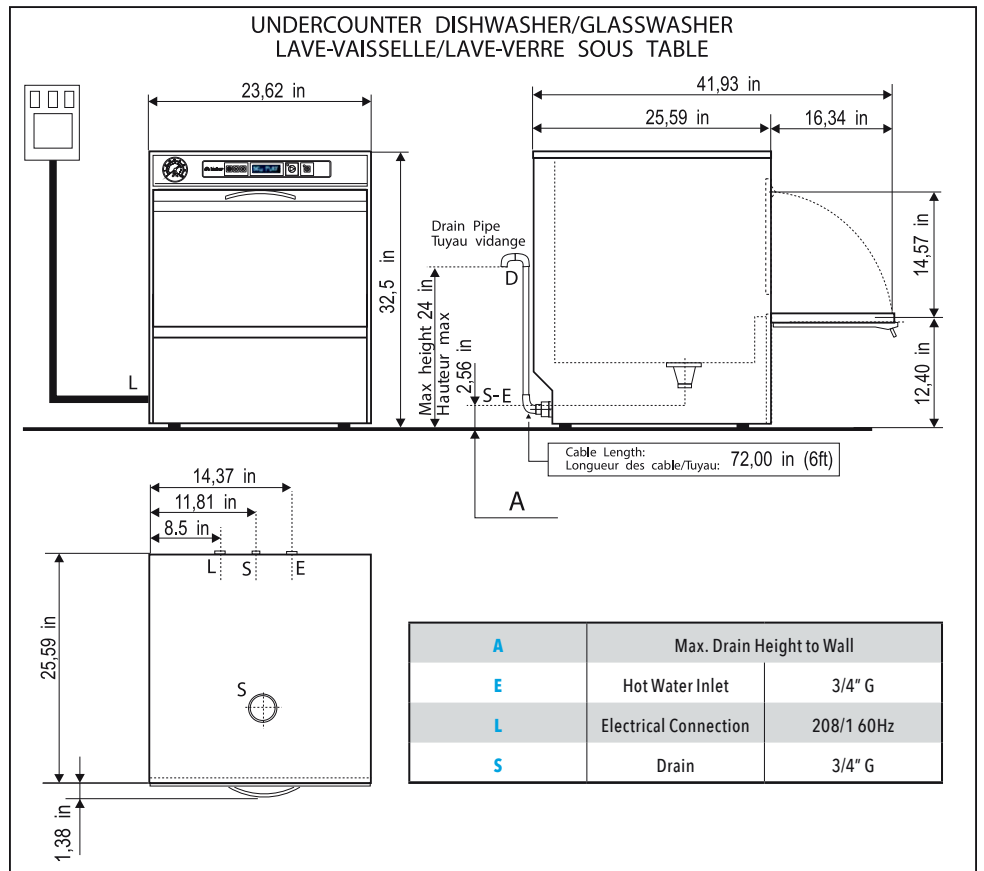 UNDERCOUNTER DISHWASHER/GLASSWASHER
LAVE-VAISSELLE/LAVE-VERRE SOUS TABLE
23,62 in
41,93 in
25,59 in
16,34 in
Drain Pipe
Tuyau vidange
D
32,5 in
Max height 24 in
Hauteur max
2,56 in
14,57 in
12,40 in
L
S-E
Cable Length:
Longueur des cable/Tuyau:
72,00 in (6ft)
A
14,37 in
11,81 in
8.5 in
L
S
E
25,59 in
S
1,38 in
A Max. Drain Height to Wall
E Hot Water Inlet 3/4" G
L Electrical Connection 208/1 60Hz
S Drain 3/4" G